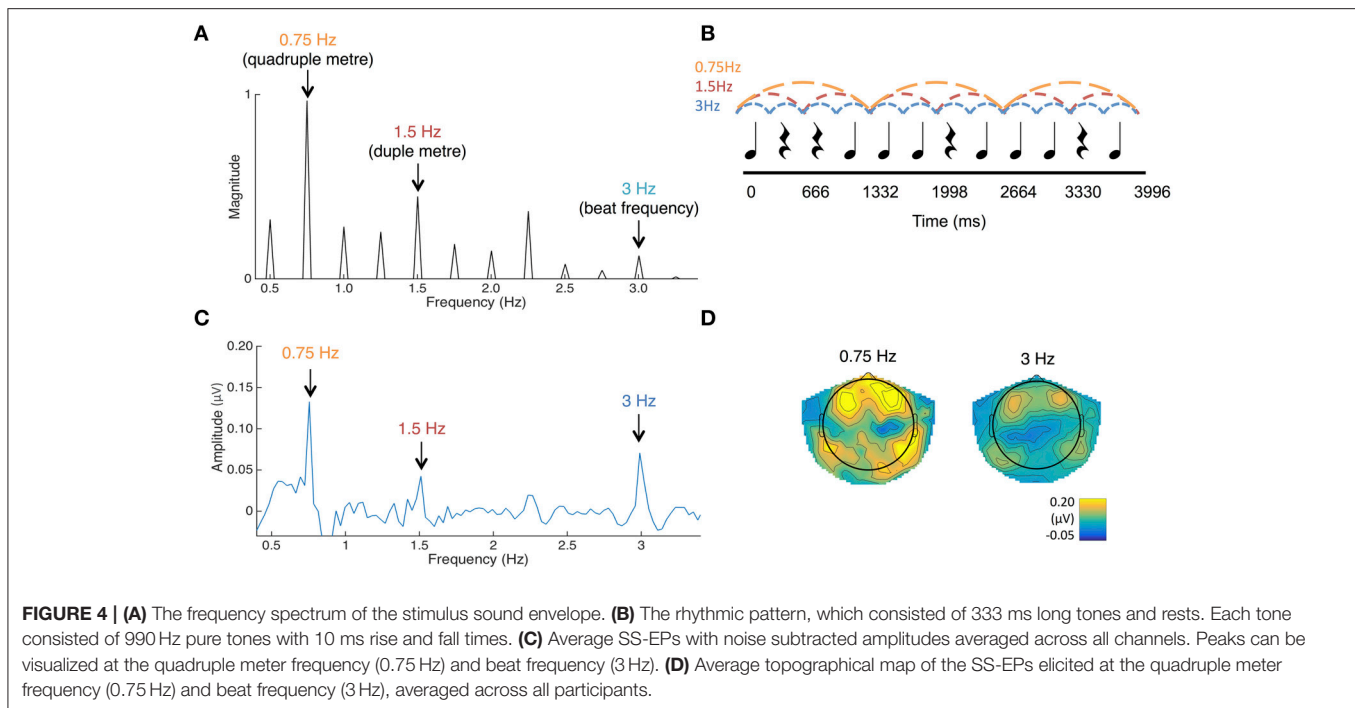 A
0.75 Hz
(quadruple metre)
1
1.5 Hz
(duple metre)
3 Hz
(beat frequency)
Magnitude
0
0.5 1.0 1.5 2.0 2.5 3.0
Frequency (Hz)
B
0.75Hz
1.5Hz
3Hz
0 666 1332 1998 2664 3330 3996
Time (ms)
C
0.20
0.75 Hz
0.15
3 Hz
1.5 Hz
0.10
0.05
0
Amplitude (µV)
0.5 1 1.5 2 2.5 3
Frequency (Hz)
D
0.75 Hz 3 Hz
0.20
(µV)
-0.05
FIGURE 4 | (A) The frequency spectrum of the stimulus sound envelope. (B) The rhythmic pattern, which consisted of 333 ms long tones and rests. Each tone
consisted of 990 Hz pure tones with 10 ms rise and fall times. (C) Average SS-EPs with noise subtracted amplitudes averaged across all channels. Peaks can be
visualized at the quadruple meter frequency (0.75 Hz) and beat frequency (3 Hz). (D) Average topographical map of the SS-EPs elicited at the quadruple meter
frequency (0.75 Hz) and beat frequency (3 Hz), averaged across all participants.